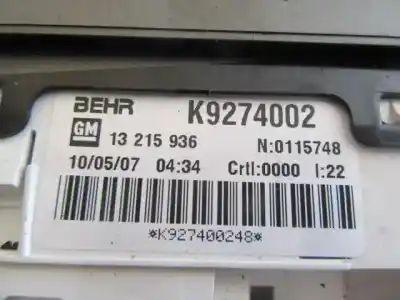 BEHR K9274002
GM 13 215 936 N:0115748
10/05/07 04:34 Crtl:0000 I:22
*K927400248*